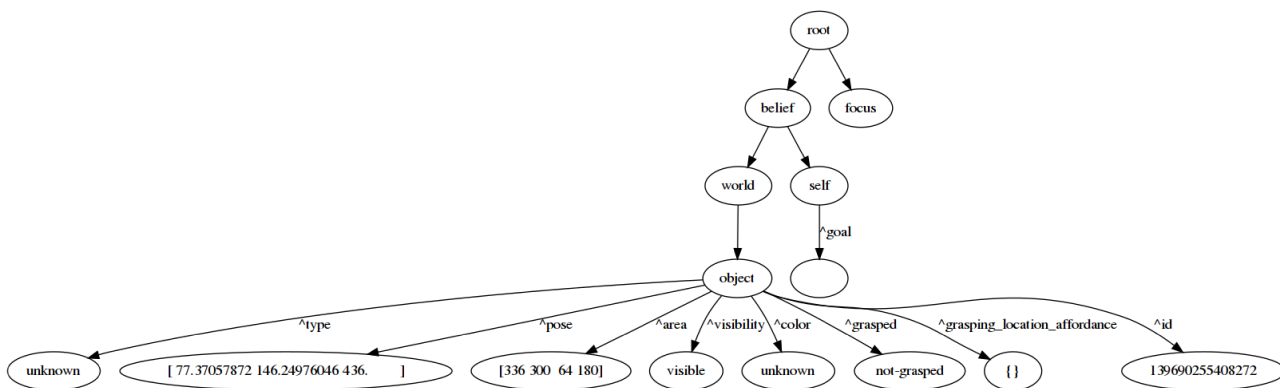 root
belief
focus
world
self
^goal
object
^type
^pose
^area
^visibility
^color
^grasped
^grasping_location_affordance
^id
unknown
[ 77.37057872 146.24976046 436.        ]
[336 300  64 180]
visible
unknown
not-grasped
{ }
139690255408272